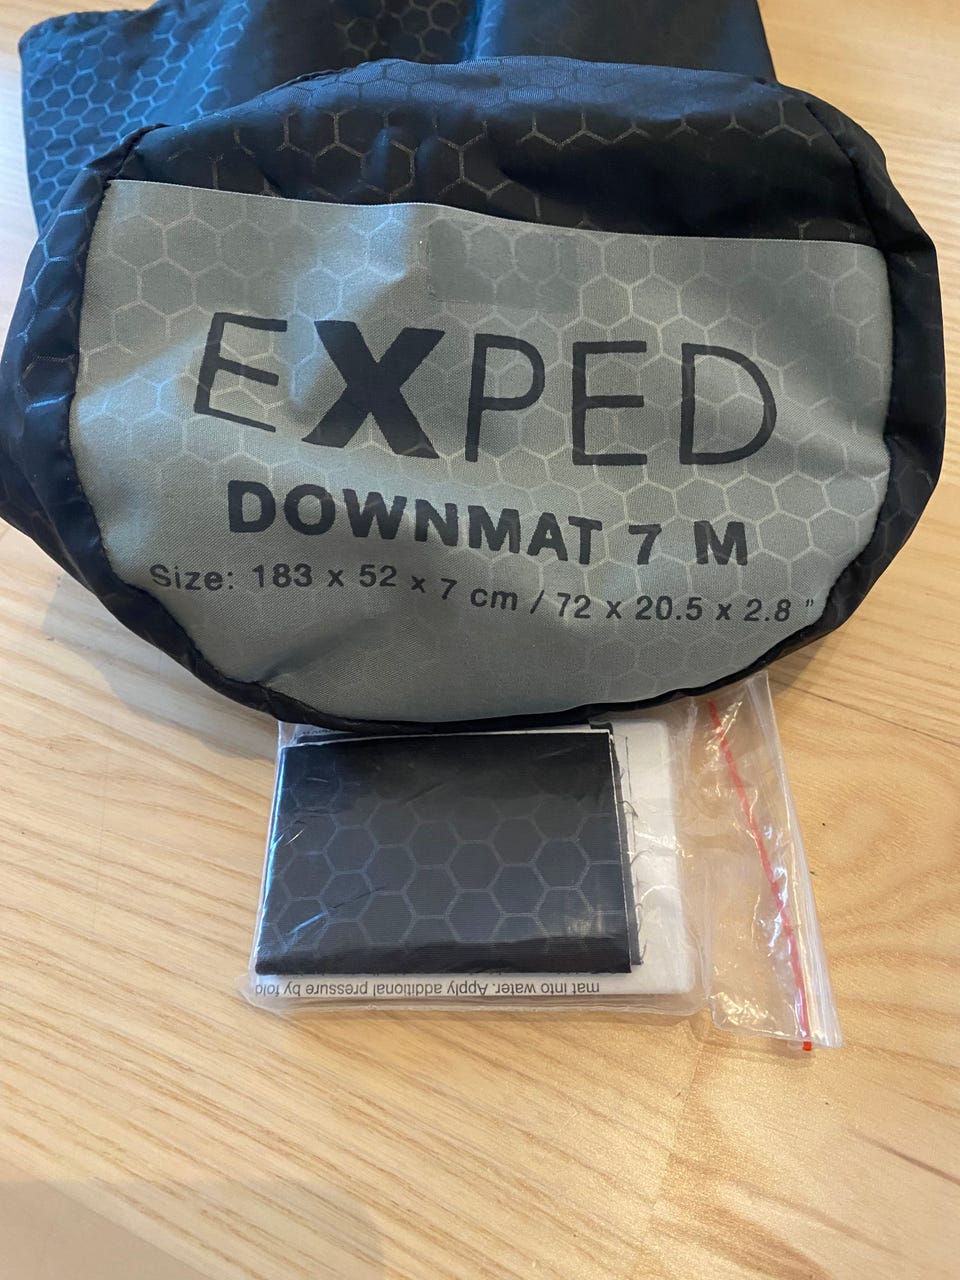 EXPED
DOWNMAT 7 M
Size: 183 x 52 x 7 cm / 72 x 20.5 x 2.8 "
mat into water. Apply additional pressure by fold